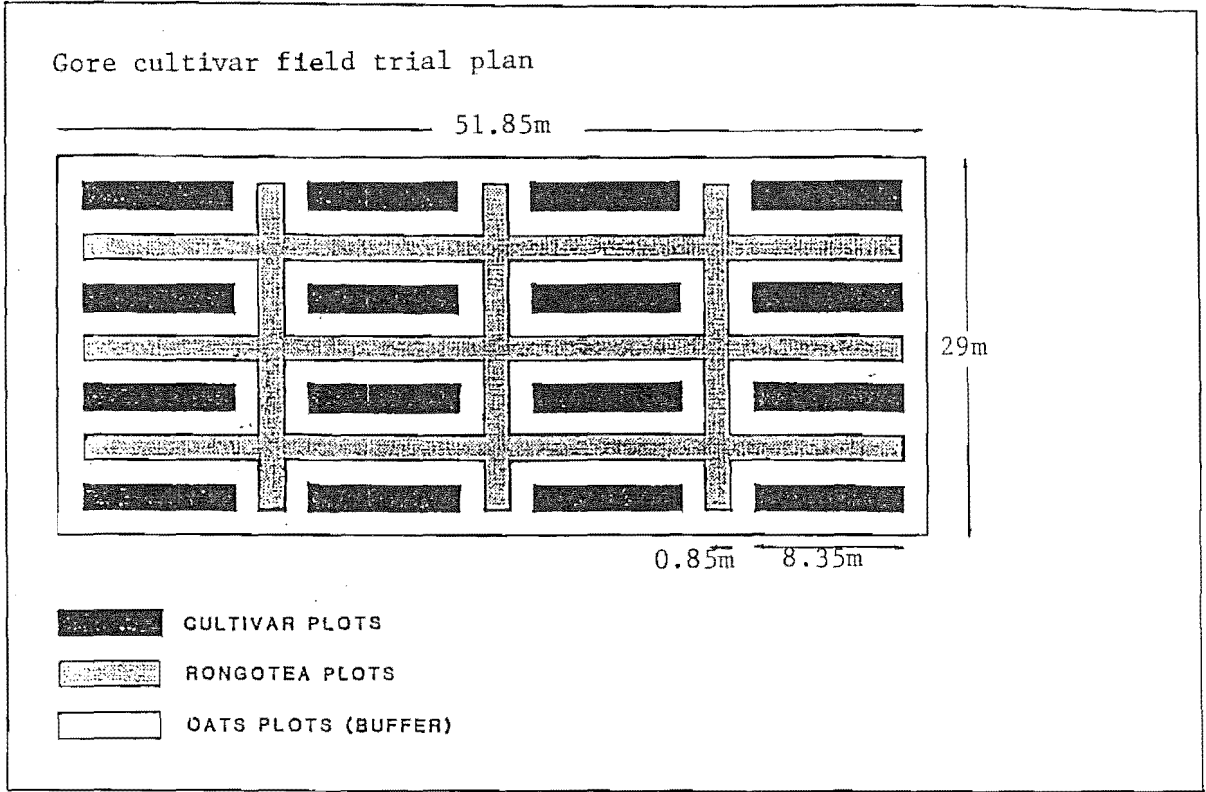 Gore cultivar field trial plan
51.85m
29m
0.85m 8.35m
CULTIVAR PLOTS
RONGOTEA PLOTS
OATS PLOTS (BUFFER)